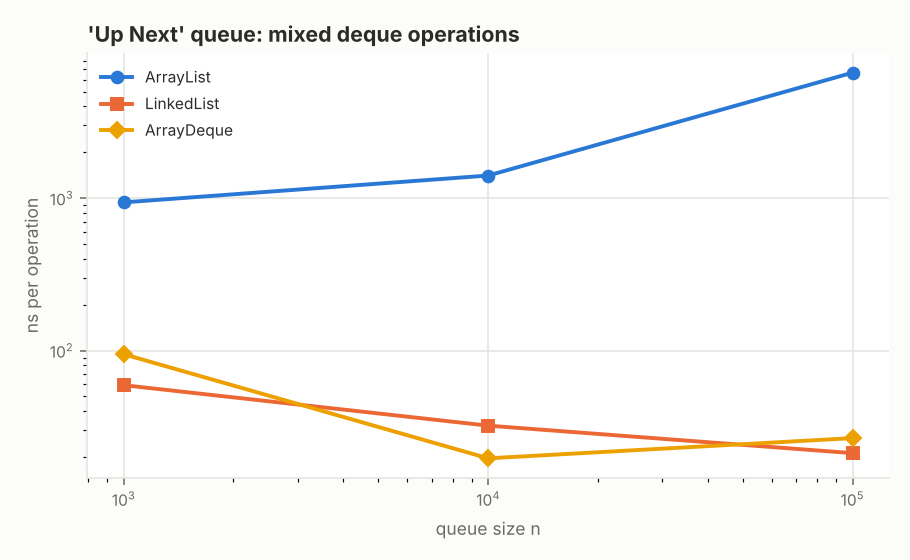 'Up Next' queue: mixed deque operations
ArrayList
LinkedList
ArrayDeque
ns per operation
10³
10²
10³
10⁴
10⁵
queue size n